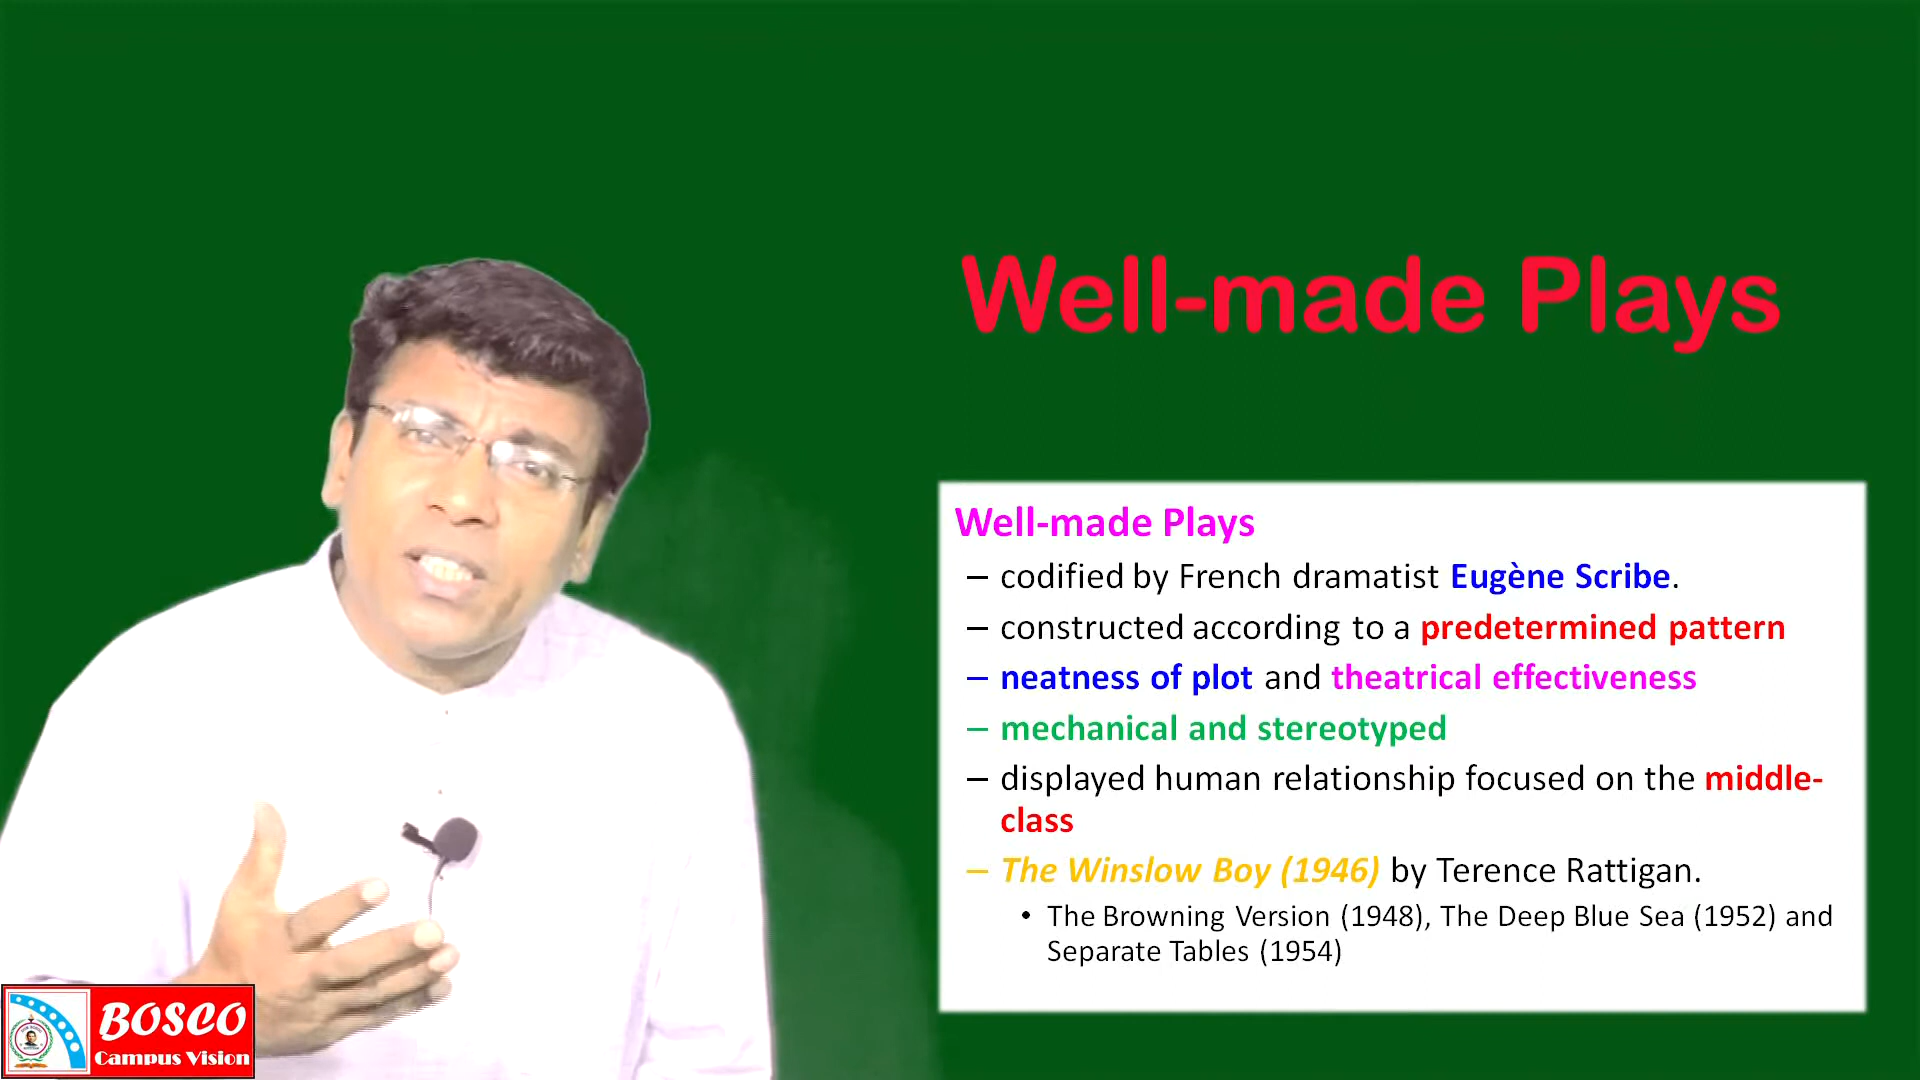 Well-made Plays
Well-made Plays
– codified by French dramatist Eugène Scribe.
– constructed according to a predetermined pattern
– neatness of plot and theatrical effectiveness
– mechanical and stereotyped
– displayed human relationship focused on the middle-
class
– The Winslow Boy (1946) by Terence Rattigan.
• The Browning Version (1948), The Deep Blue Sea (1952) and
Separate Tables (1954)
BOSCO
Campus Vision